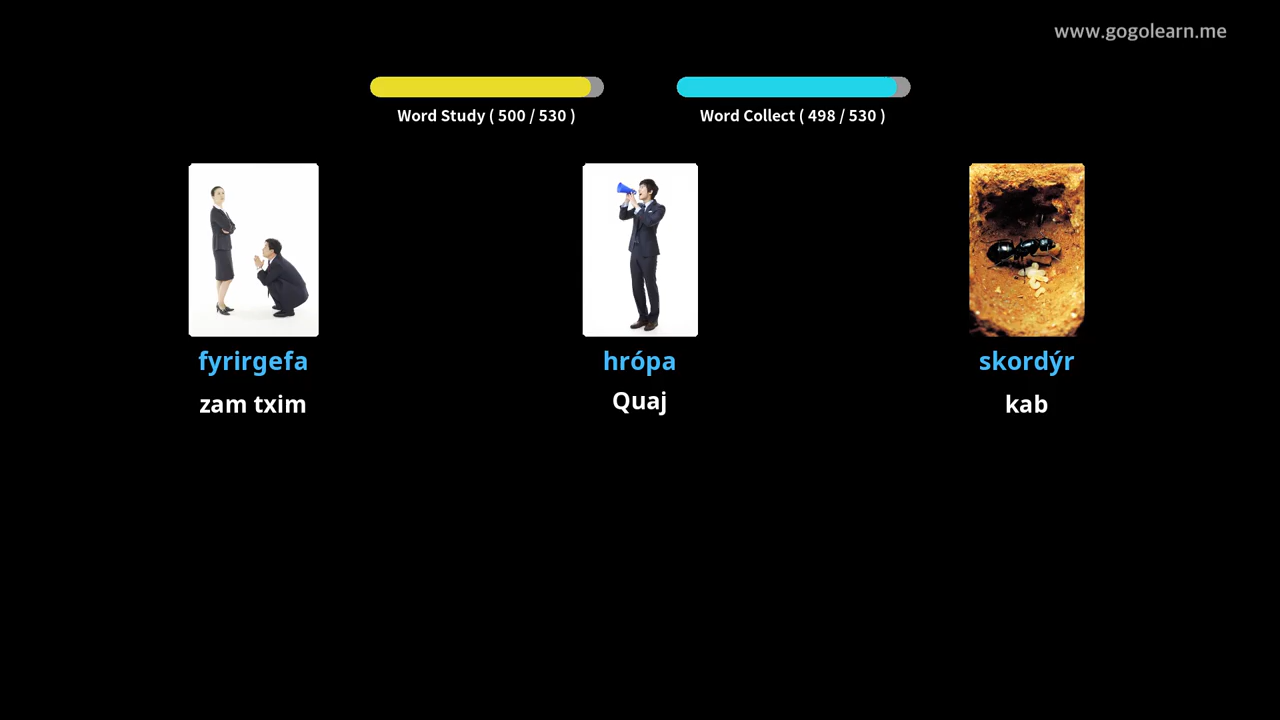 www.gogolearn.me
Word Study ( 500 / 530 )
Word Collect ( 498 / 530 )
fyrirgefa
hrópa
skordýr
zam txim
Quaj
kab